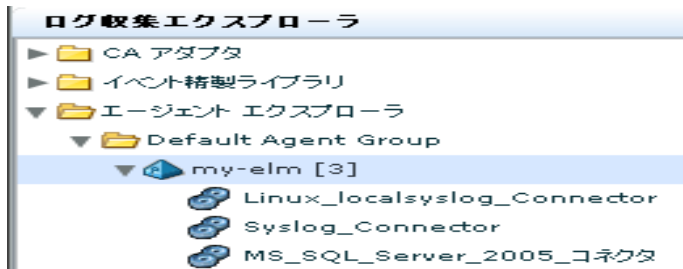 ログ収集エクスプローラ
CA アダプタ
イベント精製ライブラリ
エージェント エクスプローラ
Default Agent Group
my-elm [3]
Linux_localsyslog_Connector
Syslog_Connector
MS_SQL_Server_2005_コネクタ